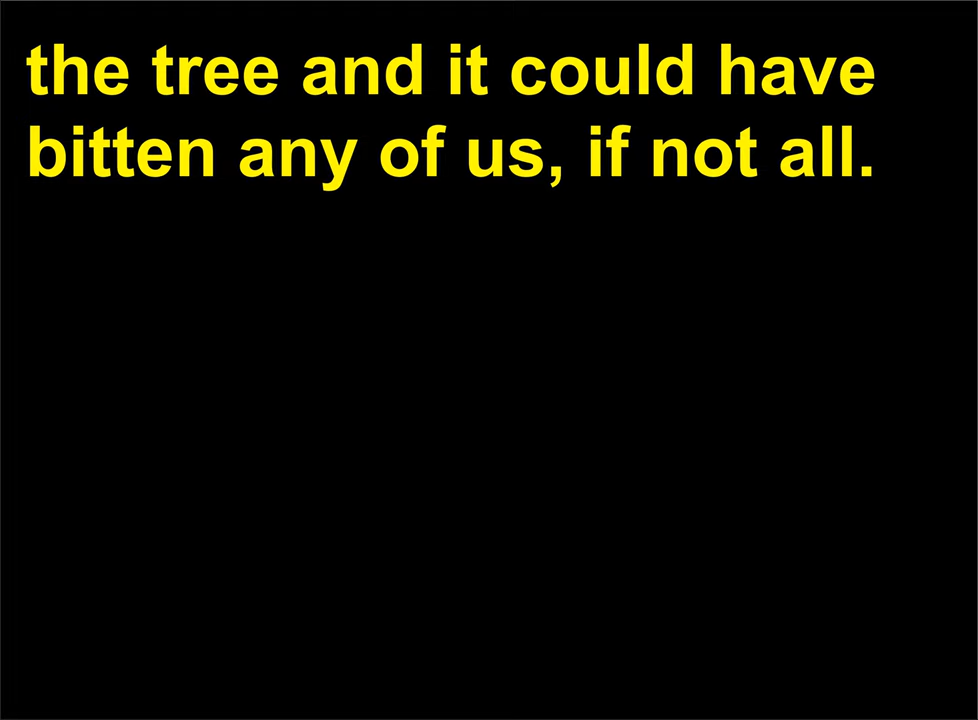 the tree and it could have
bitten any of us, if not all.